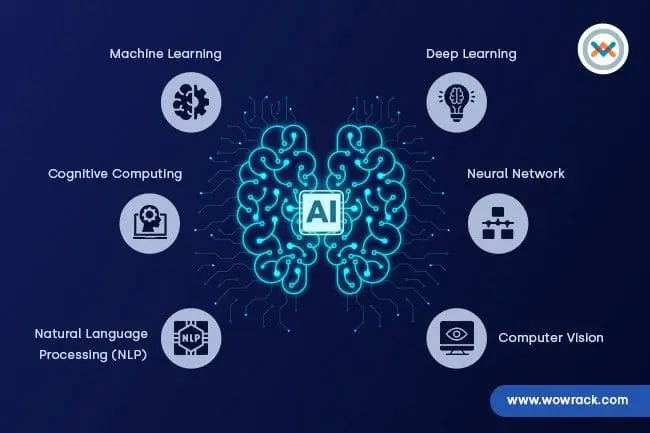 Machine Learning
Deep Learning
Cognitive Computing
Neural Network
AI
Natural Language
Processing (NLP)
NLP
Computer Vision
www.wowrack.com